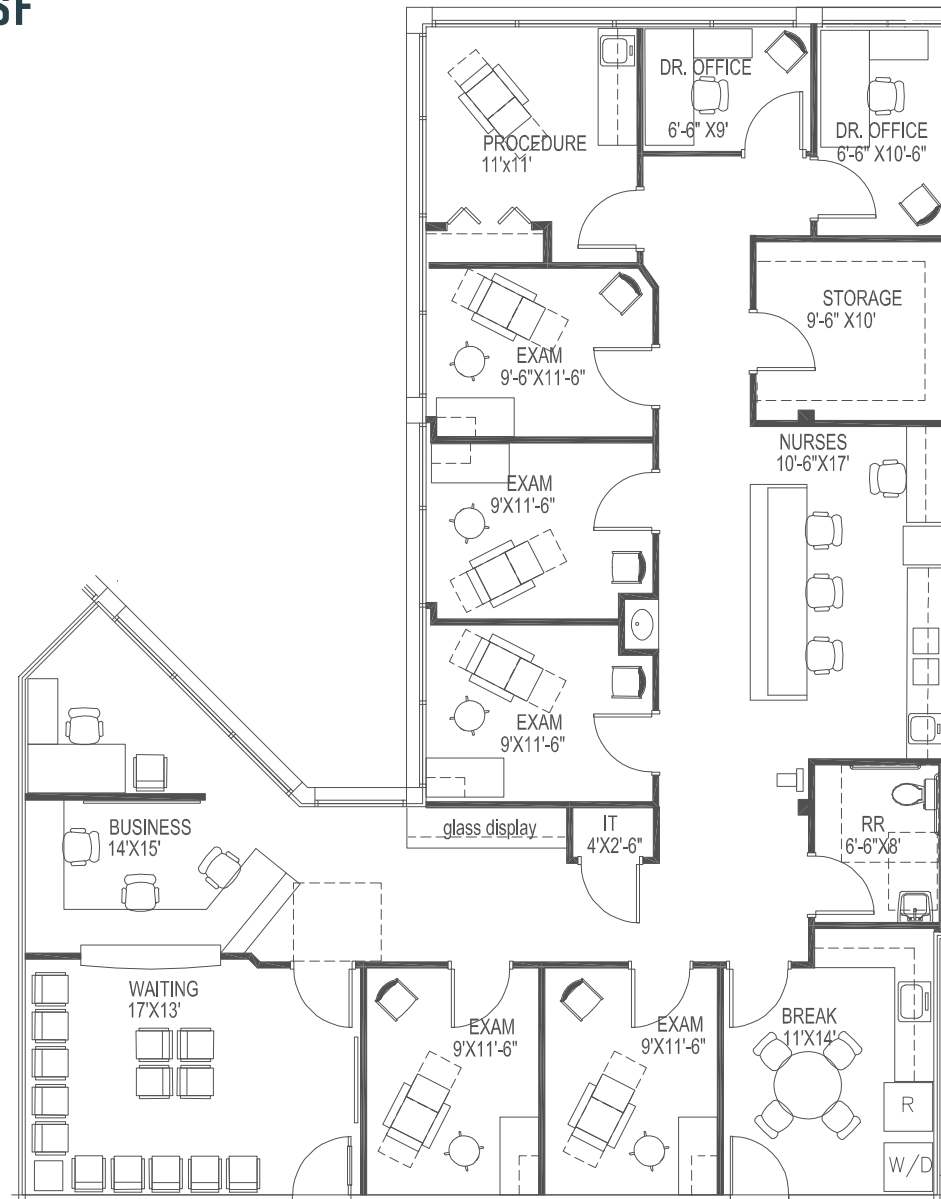 SF
DR. OFFICE
6'-6" X9'
DR. OFFICE
6'-6" X10'-6"
PROCEDURE
11'x11'
STORAGE
9'-6" X10'
EXAM
9'-6"X11'-6"
NURSES
10'-6"X17'
EXAM
9'X11'-6"
EXAM
9'X11'-6"
BUSINESS
14'X15'
glass display
IT
4'X2'-6"
RR
6'-6"X8'
WAITING
17'X13'
EXAM
9'X11'-6"
EXAM
9'X11'-6"
BREAK
11'X14'
R
W/D